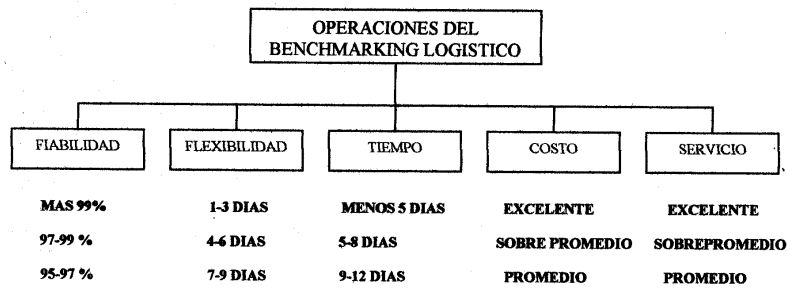 OPERACIONES DEL
BENCHMARKING LOGISTICO
FIABILIDAD FLEXIBILIDAD TIEMPO COSTO SERVICIO
MAS 99% 1-3 DIAS MENOS 5 DIAS EXCELENTE EXCELENTE
97-99 % 4-6 DIAS 5-8 DIAS SOBRE PROMEDIO SOBREPROMEDIO
95-97 % 7-9 DIAS 9-12 DIAS PROMEDIO PROMEDIO